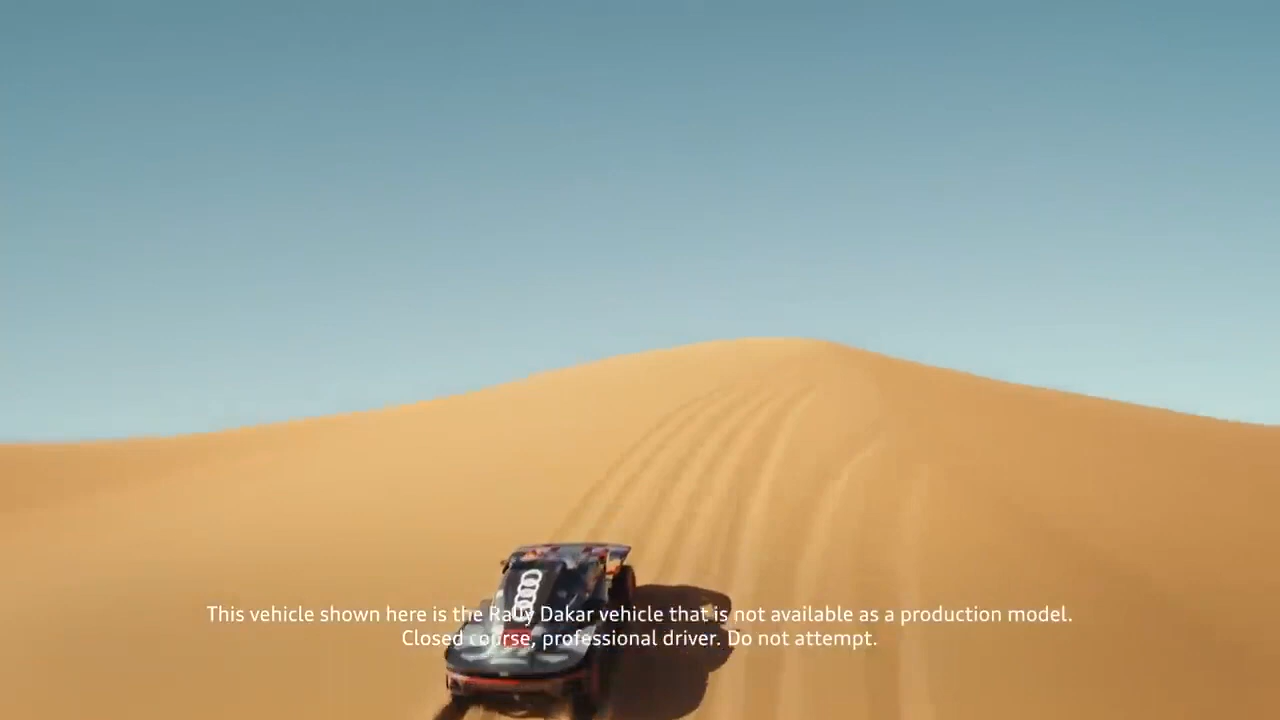 This vehicle shown here is the Rally Dakar vehicle that is not available as a production model.
Closed course, professional driver. Do not attempt.